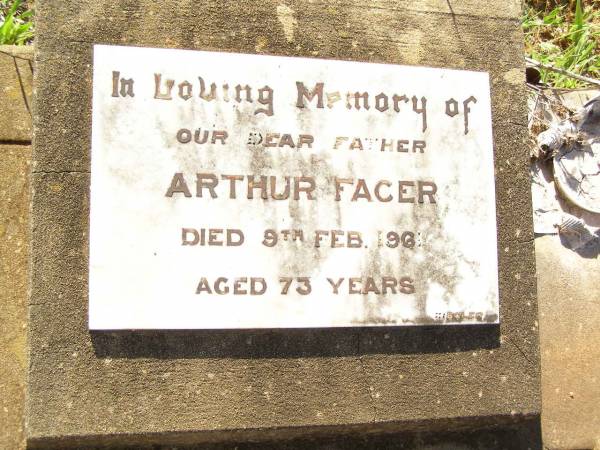 In Loving Memory of
OUR DEAR FATHER
ARTHUR FACER
DIED 9TH FEB. 1961
AGED 73 YEARS